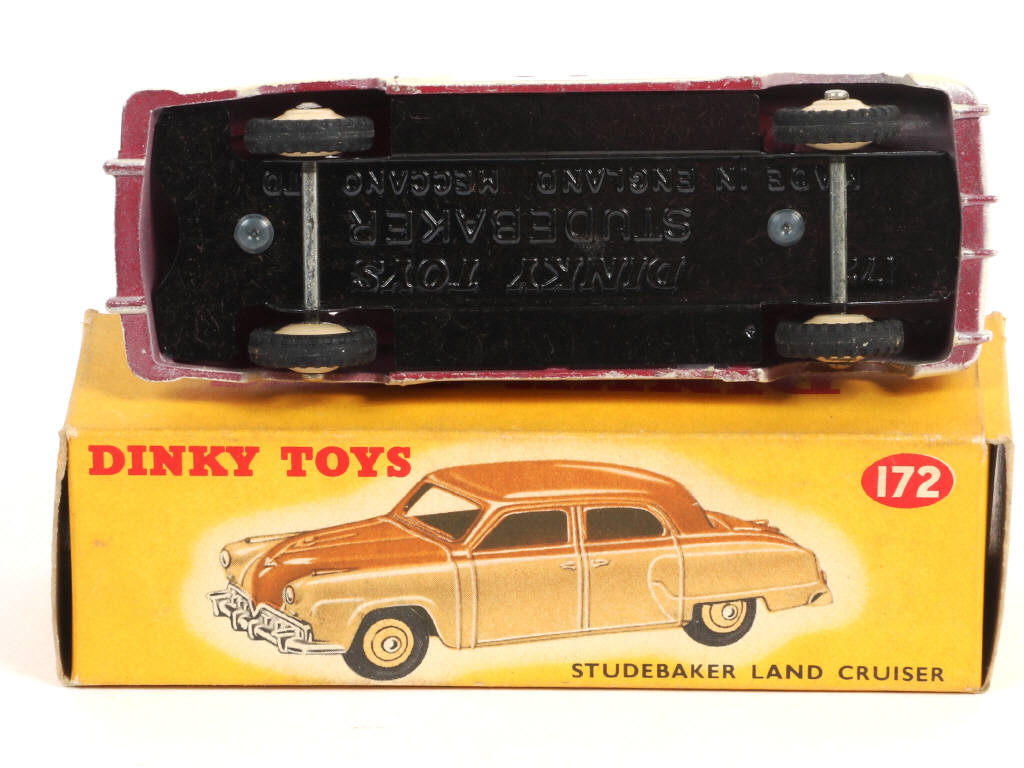 DINKY TOYS
STUDEBAKER
MADE IN ENGLAND MECCANO LTD
DINKY TOYS
172
STUDEBAKER LAND CRUISER